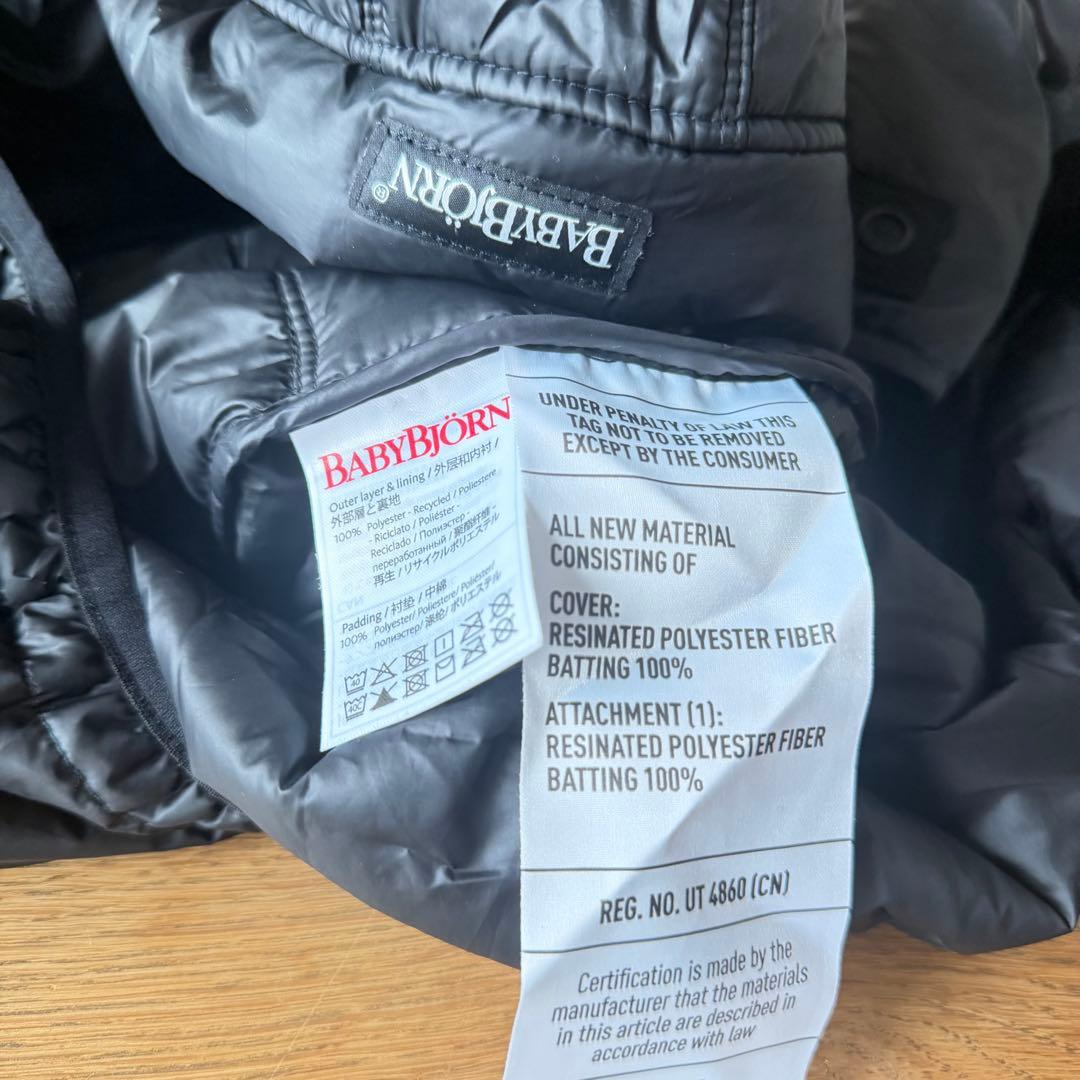 BABYBJÖRN®
BABYBJÖRN
Outer layer & lining / 外层和内衬 /
外部層と裏地
100% Polyester - Recycled / Poliestere
- Riciclato / Poliéster -
Reciclado / Полиэстер -
переработанный / 聚酯纤维 -
再生 / リサイクルポリエステル
Padding / 衬垫 / 中綿
100% Polyester/ Poliestere/ Poliéster/
полиэстер/ 涤纶/ ポリエステル
40
40C
UNDER PENALTY OF LAW THIS
TAG NOT TO BE REMOVED
EXCEPT BY THE CONSUMER
ALL NEW MATERIAL
CONSISTING OF
COVER:
RESINATED POLYESTER FIBER
BATTING 100%
ATTACHMENT (1):
RESINATED POLYESTER FIBER
BATTING 100%
REG. NO. UT 4860 (CN)
Certification is made by the
manufacturer that the materials
in this article are described in
accordance with law